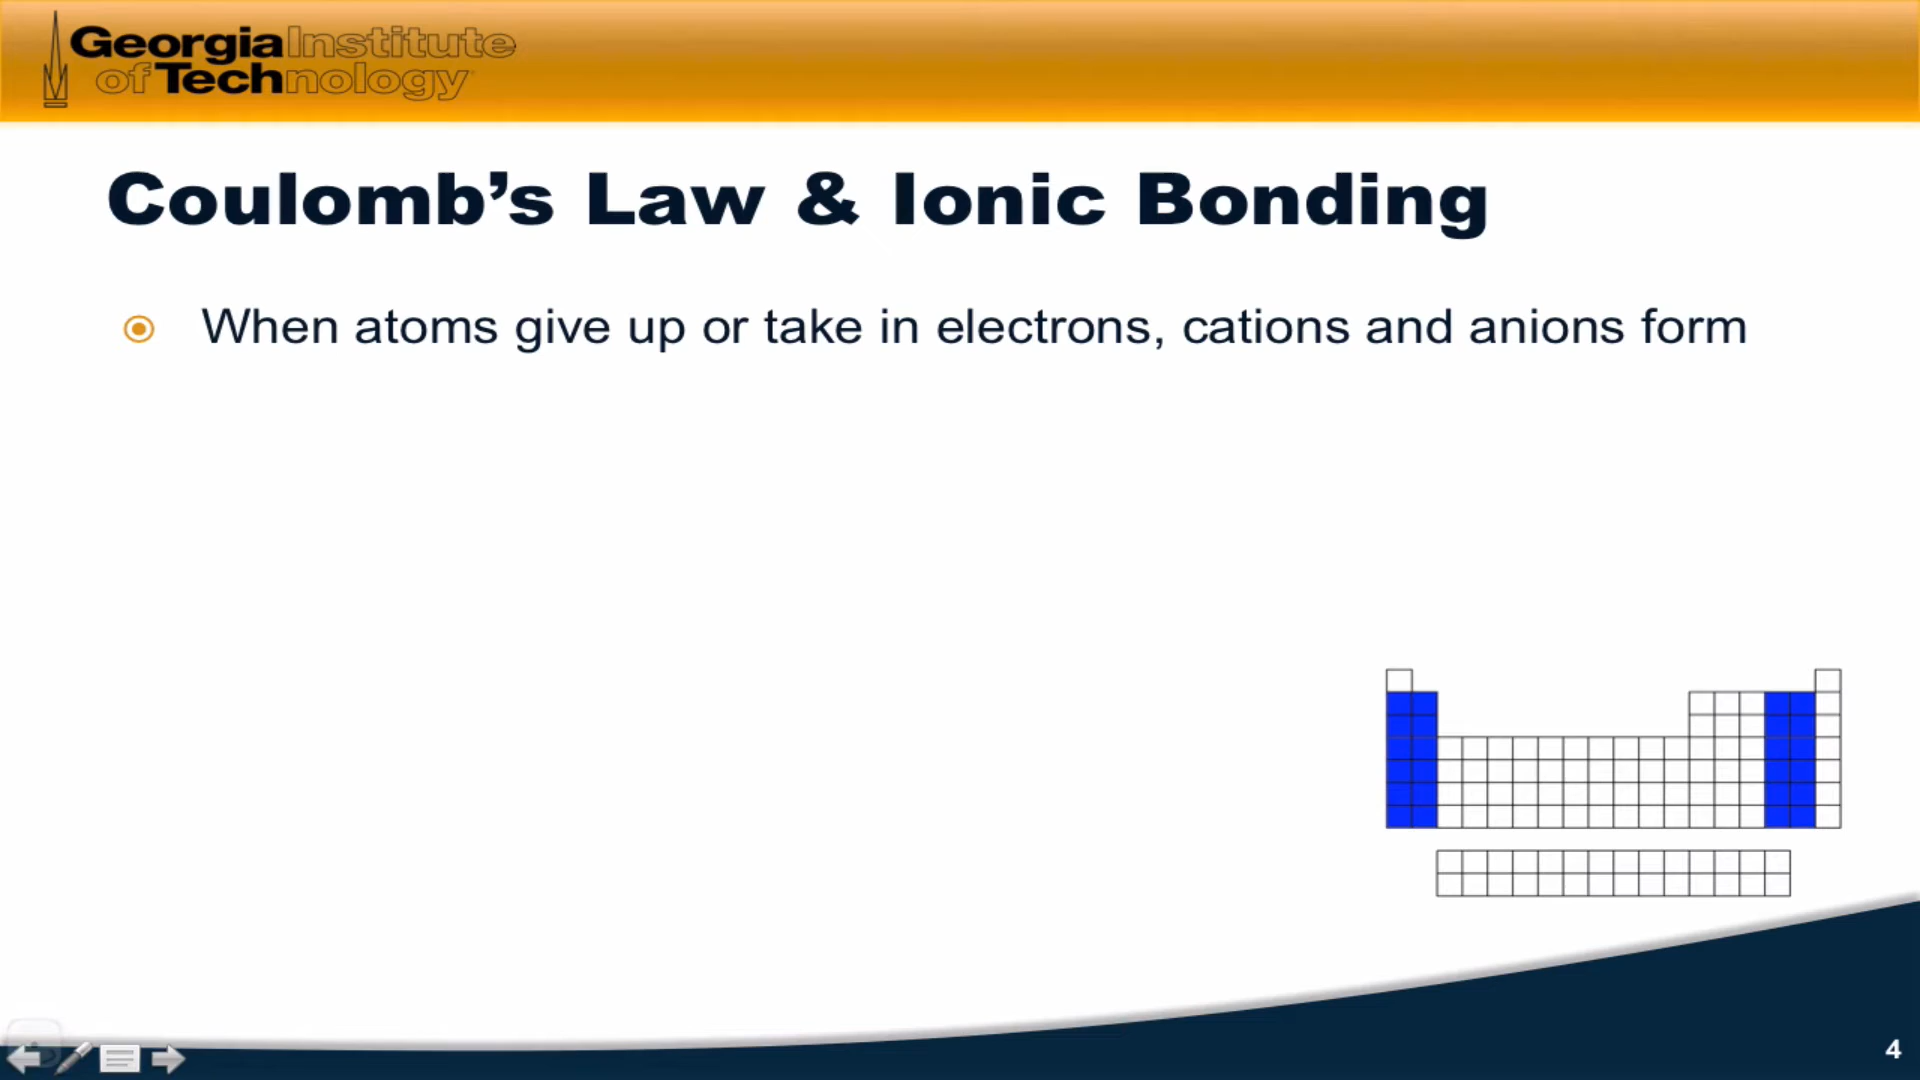 Georgia Institute
of Technology
Coulomb’s Law & Ionic Bonding
When atoms give up or take in electrons, cations and anions form
4